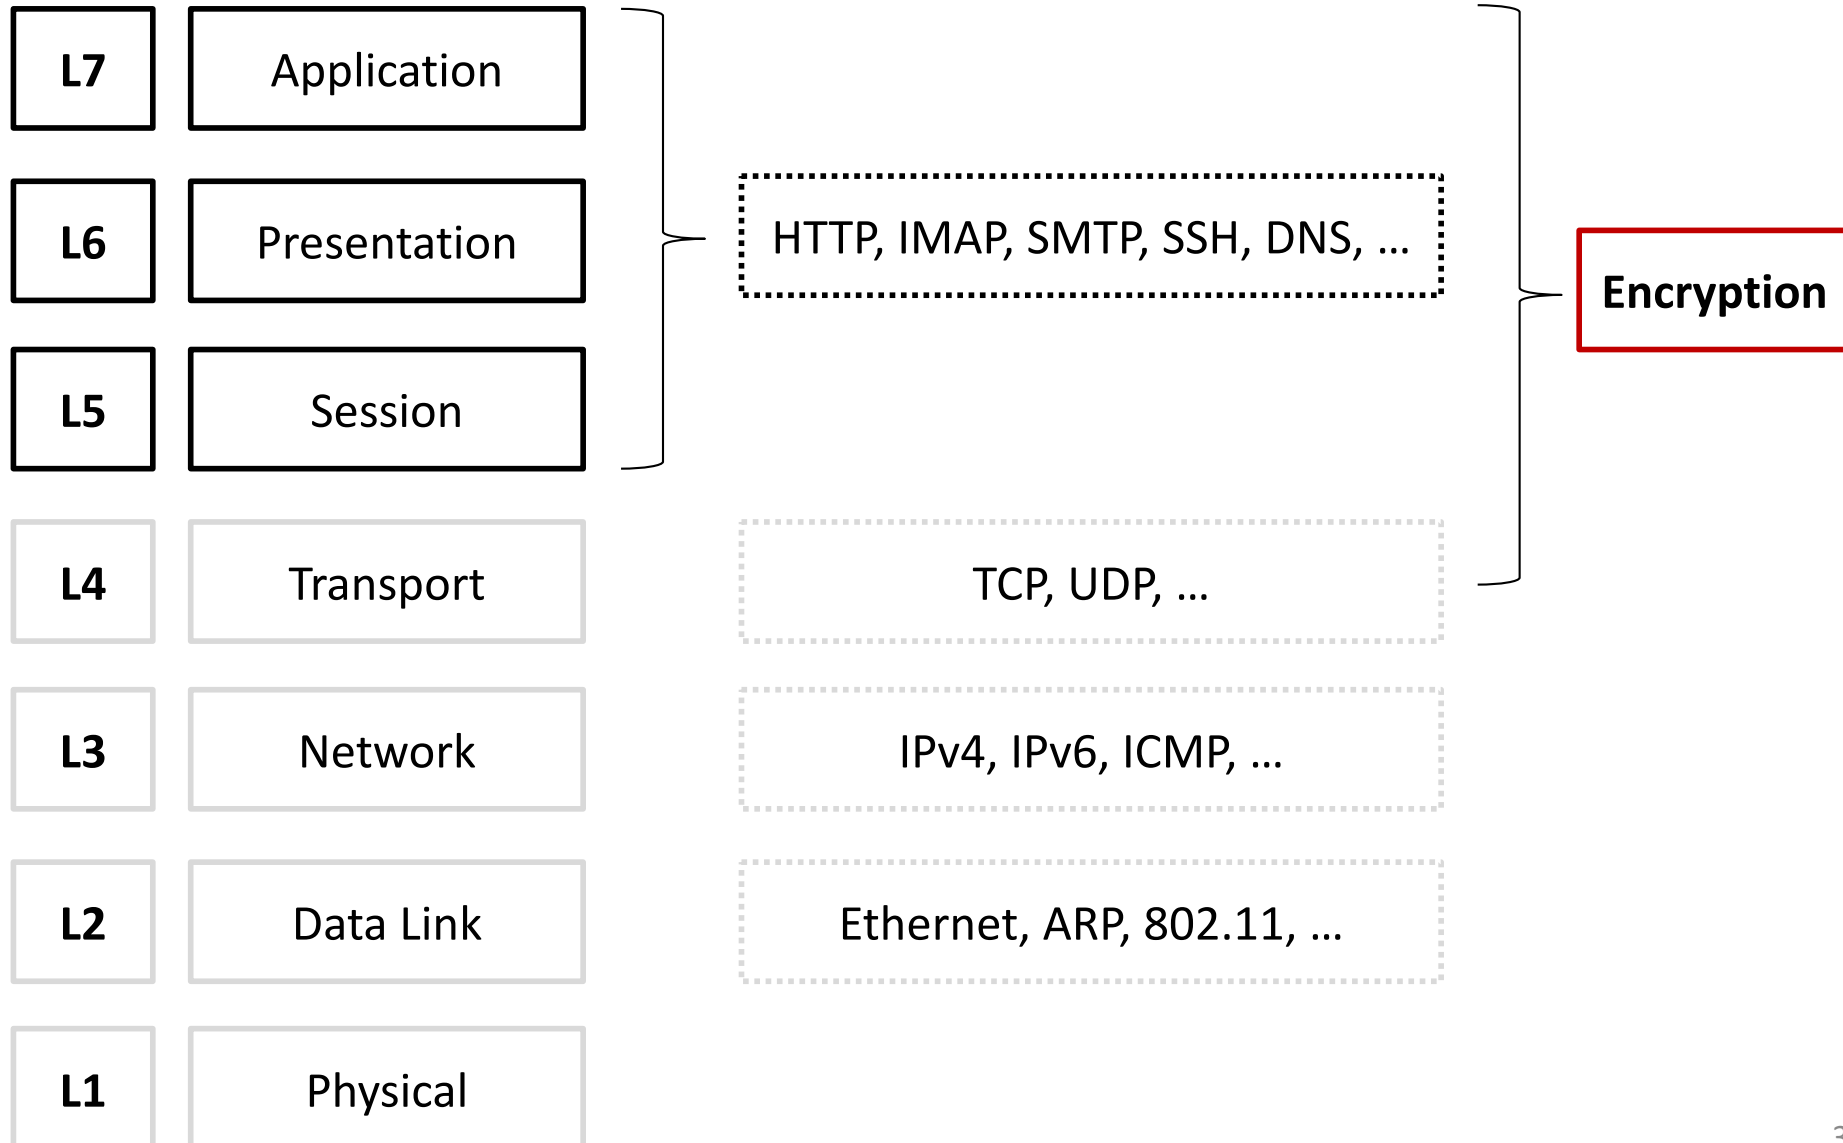 L7 Application
L6 Presentation
HTTP, IMAP, SMTP, SSH, DNS, …
Encryption
L5 Session
L4 Transport
TCP, UDP, …
L3 Network
IPv4, IPv6, ICMP, …
L2 Data Link
Ethernet, ARP, 802.11, …
L1 Physical